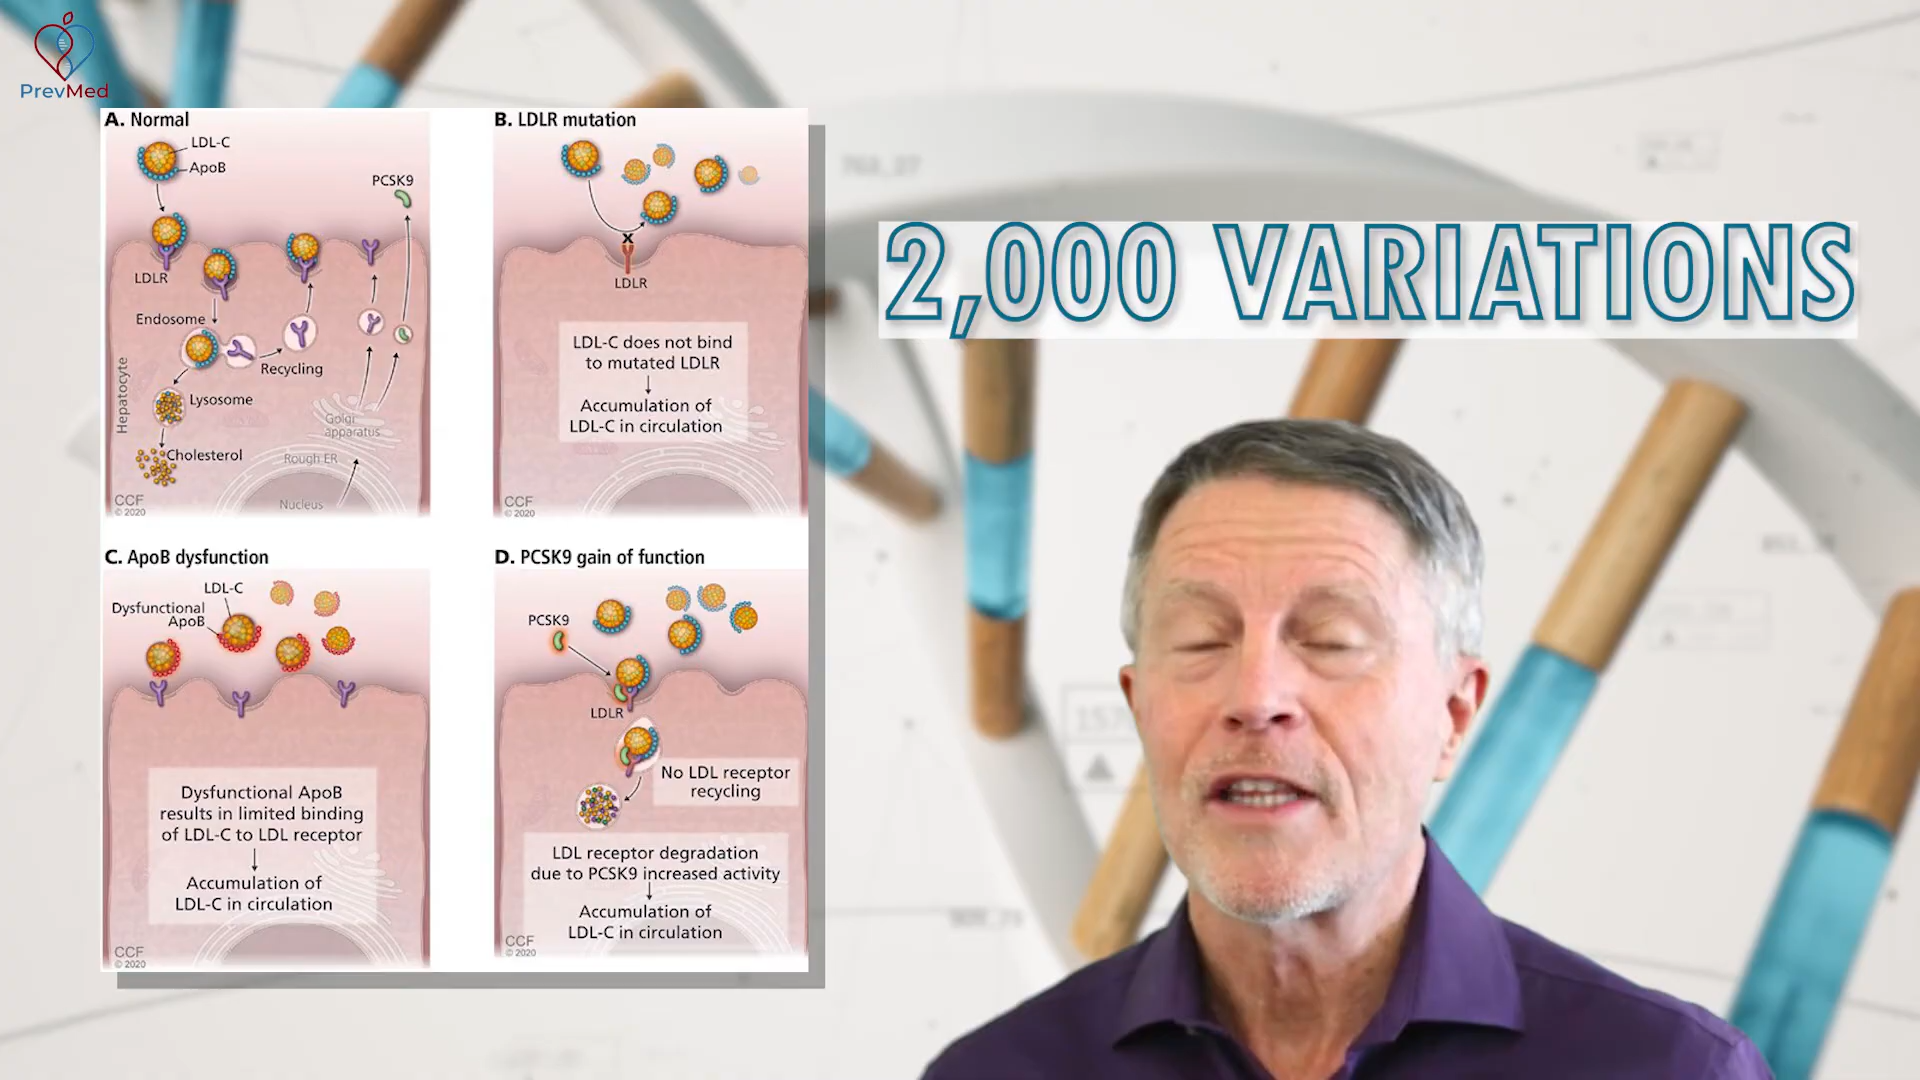 PrevMed
A. Normal
LDL-C
ApoB
PCSK9
LDLR
Endosome
Recycling
Hepatocyte
Lysosome
Golgi
apparatus
Cholesterol
Rough ER
Nucleus
CCF
© 2020
B. LDLR mutation
X
LDLR
LDL-C does not bind
to mutated LDLR
Accumulation of
LDL-C in circulation
CCF
© 2020
C. ApoB dysfunction
LDL-C
Dysfunctional
ApoB
Dysfunctional ApoB
results in limited binding
of LDL-C to LDL receptor
Accumulation of
LDL-C in circulation
CCF
© 2020
D. PCSK9 gain of function
PCSK9
LDLR
No LDL receptor
recycling
LDL receptor degradation
due to PCSK9 increased activity
Accumulation of
LDL-C in circulation
CCF
© 2020
2,000 VARIATIONS